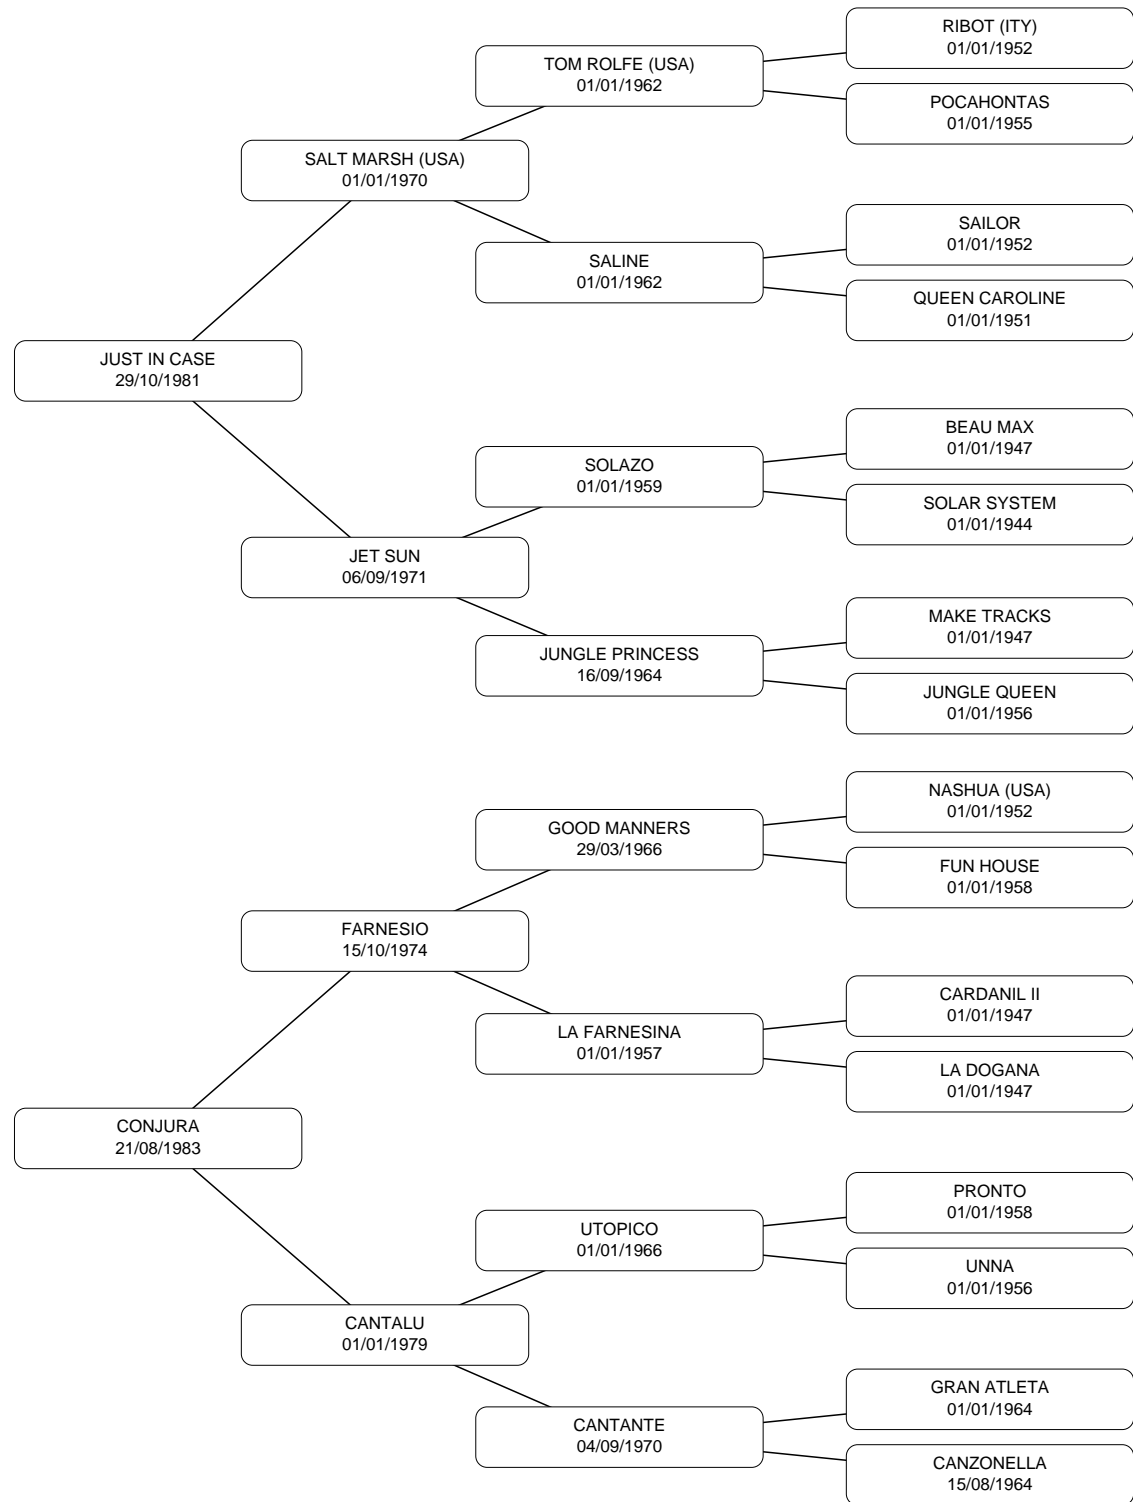 RIBOT (ITY)
01/01/1952
TOM ROLFE (USA)
01/01/1962
POCAHONTAS
01/01/1955
SALT MARSH (USA)
01/01/1970
SAILOR
01/01/1952
SALINE
01/01/1962
QUEEN CAROLINE
01/01/1951
JUST IN CASE
29/10/1981
BEAU MAX
01/01/1947
SOLAZO
01/01/1959
SOLAR SYSTEM
01/01/1944
JET SUN
06/09/1971
MAKE TRACKS
01/01/1947
JUNGLE PRINCESS
16/09/1964
JUNGLE QUEEN
01/01/1956
NASHUA (USA)
01/01/1952
GOOD MANNERS
29/03/1966
FUN HOUSE
01/01/1958
FARNESIO
15/10/1974
CARDANIL II
01/01/1947
LA FARNESINA
01/01/1957
LA DOGANA
01/01/1947
CONJURA
21/08/1983
PRONTO
01/01/1958
UTOPICO
01/01/1966
UNNA
01/01/1956
CANTALU
01/01/1979
GRAN ATLETA
01/01/1964
CANTANTE
04/09/1970
CANZONELLA
15/08/1964